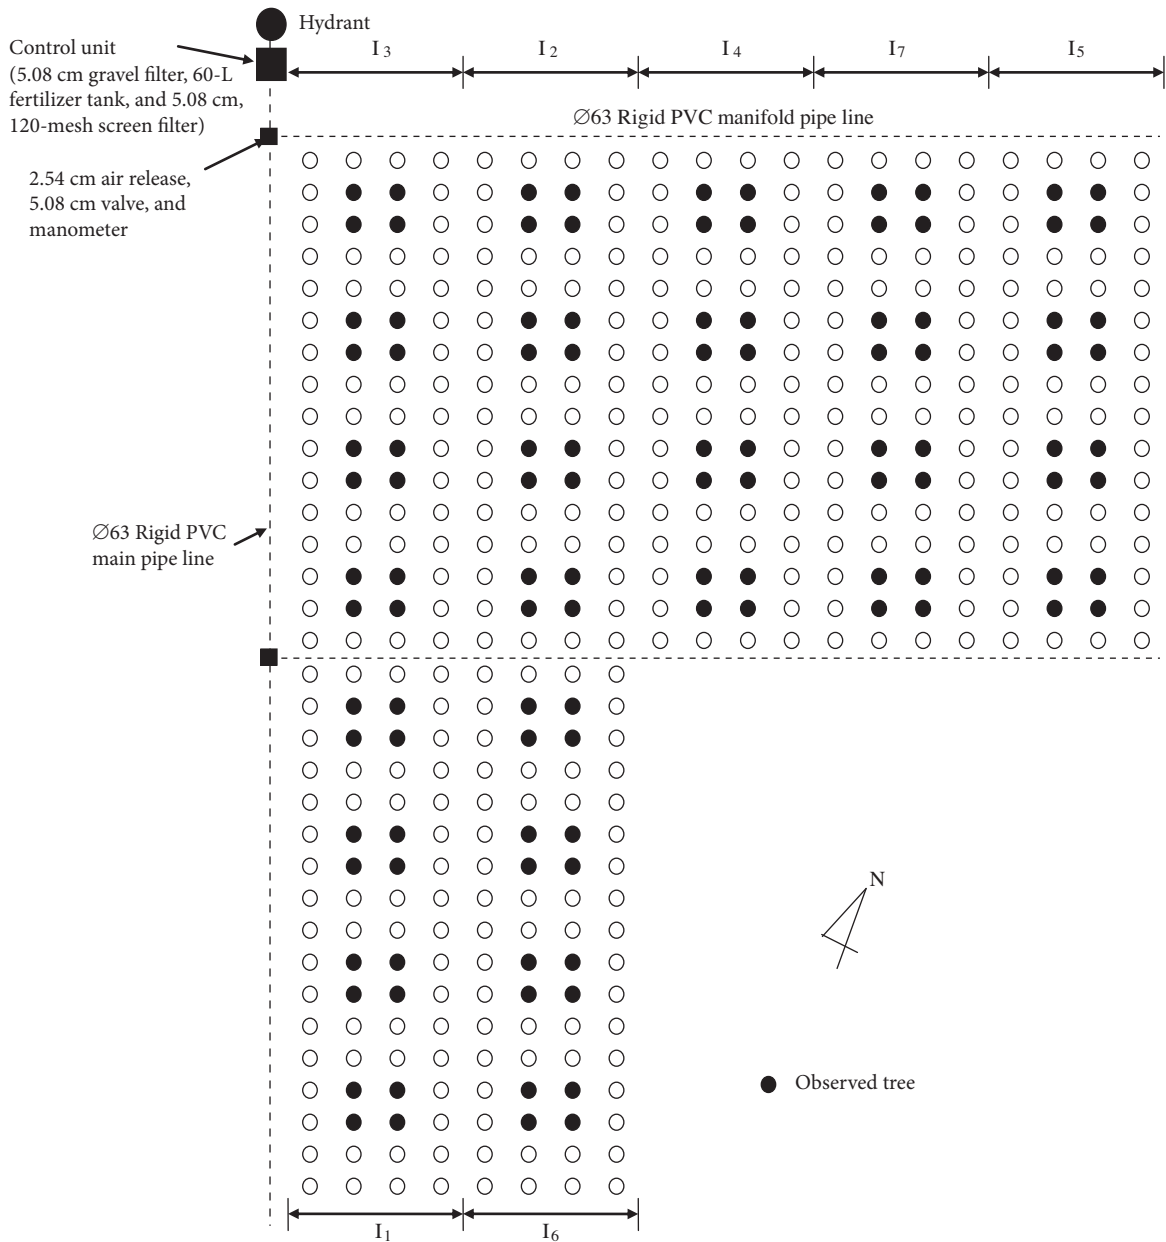 Hydrant
Control unit
(5.08 cm gravel filter, 60-L
fertilizer tank, and 5.08 cm,
120-mesh screen filter)
I3 I2 I4 I7 I5
∅63 Rigid PVC manifold pipe line
2.54 cm air release,
5.08 cm valve, and
manometer
∅63 Rigid PVC
main pipe line
N
Observed tree
I1 I6